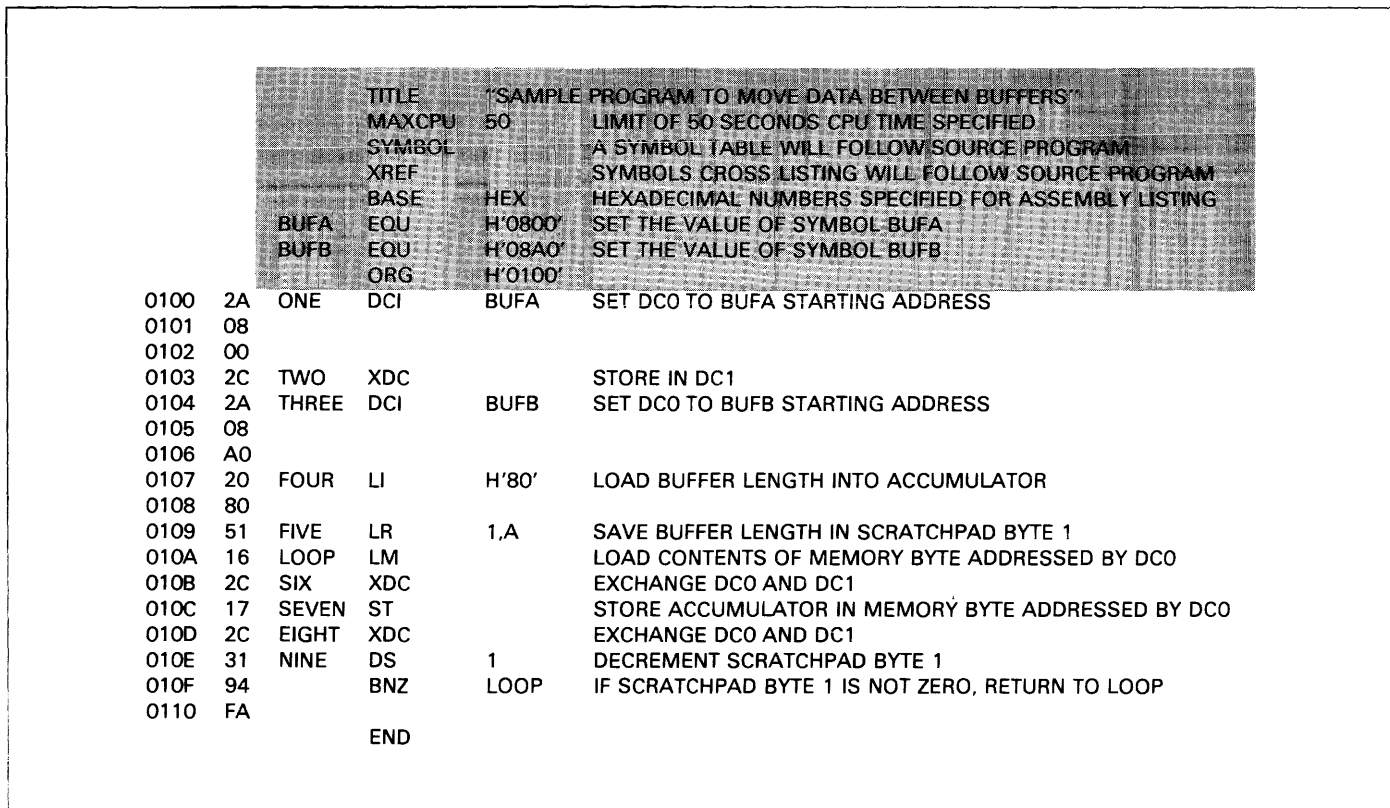 TITLE "SAMPLE PROGRAM TO MOVE DATA BETWEEN BUFFERS"
MAXCPU 50 LIMIT OF 50 SECONDS CPU TIME SPECIFIED
SYMBOL A SYMBOL TABLE WILL FOLLOW SOURCE PROGRAM
XREF SYMBOLS CROSS LISTING WILL FOLLOW SOURCE PROGRAM
BASE HEX HEXADECIMAL NUMBERS SPECIFIED FOR ASSEMBLY LISTING
BUFA EQU H'0800' SET THE VALUE OF SYMBOL BUFA
BUFB EQU H'08A0' SET THE VALUE OF SYMBOL BUFB
ORG H'0100'
0100 2A ONE DCI BUFA SET DC0 TO BUFA STARTING ADDRESS
0101 08
0102 00
0103 2C TWO XDC STORE IN DC1
0104 2A THREE DCI BUFB SET DC0 TO BUFB STARTING ADDRESS
0105 08
0106 A0
0107 20 FOUR LI H'80' LOAD BUFFER LENGTH INTO ACCUMULATOR
0108 80
0109 51 FIVE LR 1,A SAVE BUFFER LENGTH IN SCRATCHPAD BYTE 1
010A 16 LOOP LM LOAD CONTENTS OF MEMORY BYTE ADDRESSED BY DC0
010B 2C SIX XDC EXCHANGE DC0 AND DC1
010C 17 SEVEN ST STORE ACCUMULATOR IN MEMORY BYTE ADDRESSED BY DC0
010D 2C EIGHT XDC EXCHANGE DC0 AND DC1
010E 31 NINE DS 1 DECREMENT SCRATCHPAD BYTE 1
010F 94 BNZ LOOP IF SCRATCHPAD BYTE 1 IS NOT ZERO, RETURN TO LOOP
0110 FA
END